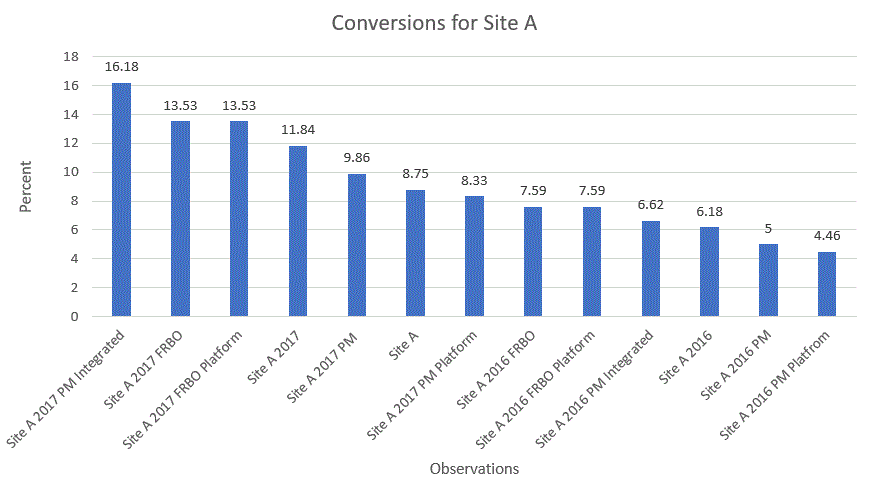 Conversions for Site A
Percent
18
16
14
12
10
8
6
4
2
0
16.18
13.53
13.53
11.84
9.86
8.75
8.33
7.59
7.59
6.62
6.18
5
4.46
Site A 2017 PM Integrated
Site A 2017 FRBO
Site A 2017 FRBO Platform
Site A 2017
Site A 2017 PM
Site A
Site A 2017 PM Platform
Site A 2016 FRBO
Site A 2016 FRBO Platform
Site A 2016 PM Integrated
Site A 2016
Site A 2016 PM
Site A 2016 PM Platfrom
Observations